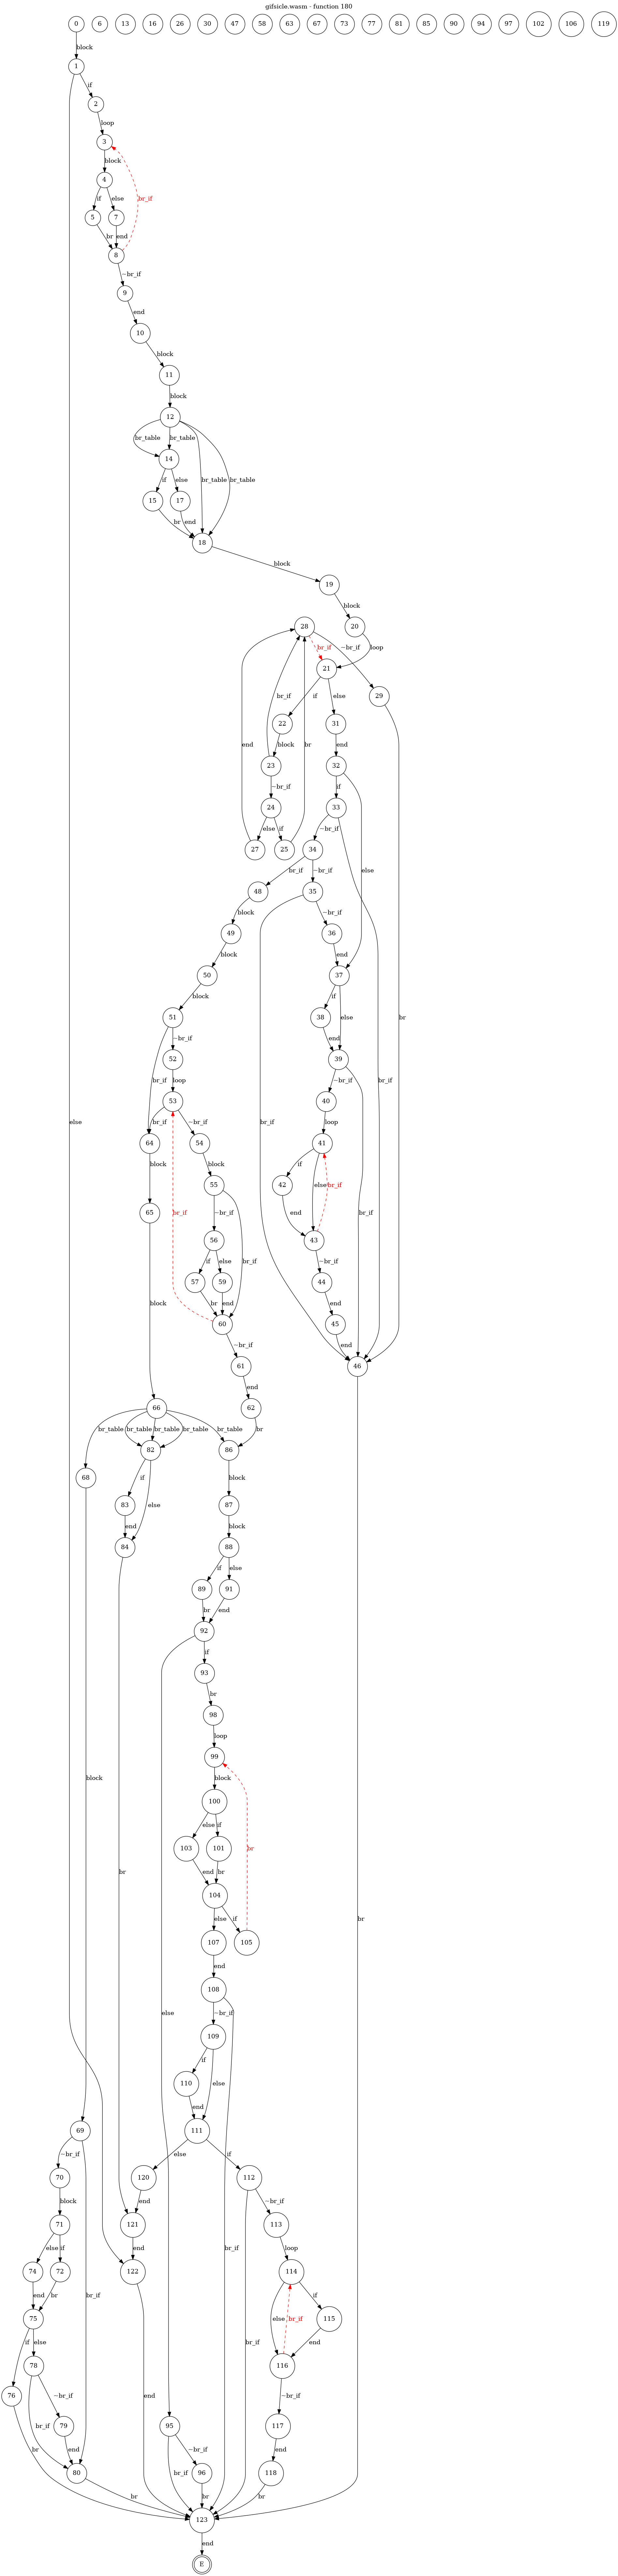 gifsicle.wasm - function 180
0 6 13 16 26 30 47 58 63 67 73 77 81 85 90 94 97 102 106 119
block
1
if
2
loop
3
block
4
if else br_if
5 7
br end
8
~br_if
9
end
10
block
11
block
12
br_table br_table br_table br_table
14
if else
15 17
br end
18
block
19
block
28 20
br_if ~br_if loop
21 29
br_if if else
22 31
block end
23 32
end ~br_if br if
24 33
else if ~br_if else
27 25 34
br_if ~br_if
48 35
block ~br_if
49 36
block end
50 37
block if
51 38 else br
~br_if end
52 39
br_if loop ~br_if
else 53 40
br_if ~br_if loop
64 54 41
block block if
65 55 42 else br_if
br_if ~br_if br_if end br_if
56 43
if else br_if ~br_if
57 59 44
br end end
60 45
block ~br_if end
61 46
end
66 62
br_table br_table br_table br_table br_table br
68 82 86
if block
83 else 87
end block
84 88
if else
89 91
br end
92
if
93
br
98
loop
99
block block
100
else if
103 101 br
br end br
104 br
else if
107 105
end
108
else ~br_if
109
if
110 else
end
69 111
~br_if else if
70 120 112
block end ~br_if
71 121 113
else if end loop
74 72 122 114
end br br_if br_if if
75 else br_if 115
if else br_if end
78 116
76 br_if ~br_if end ~br_if
79 95 117
br end br_if ~br_if end
80 96 118
br br br
123
end
E